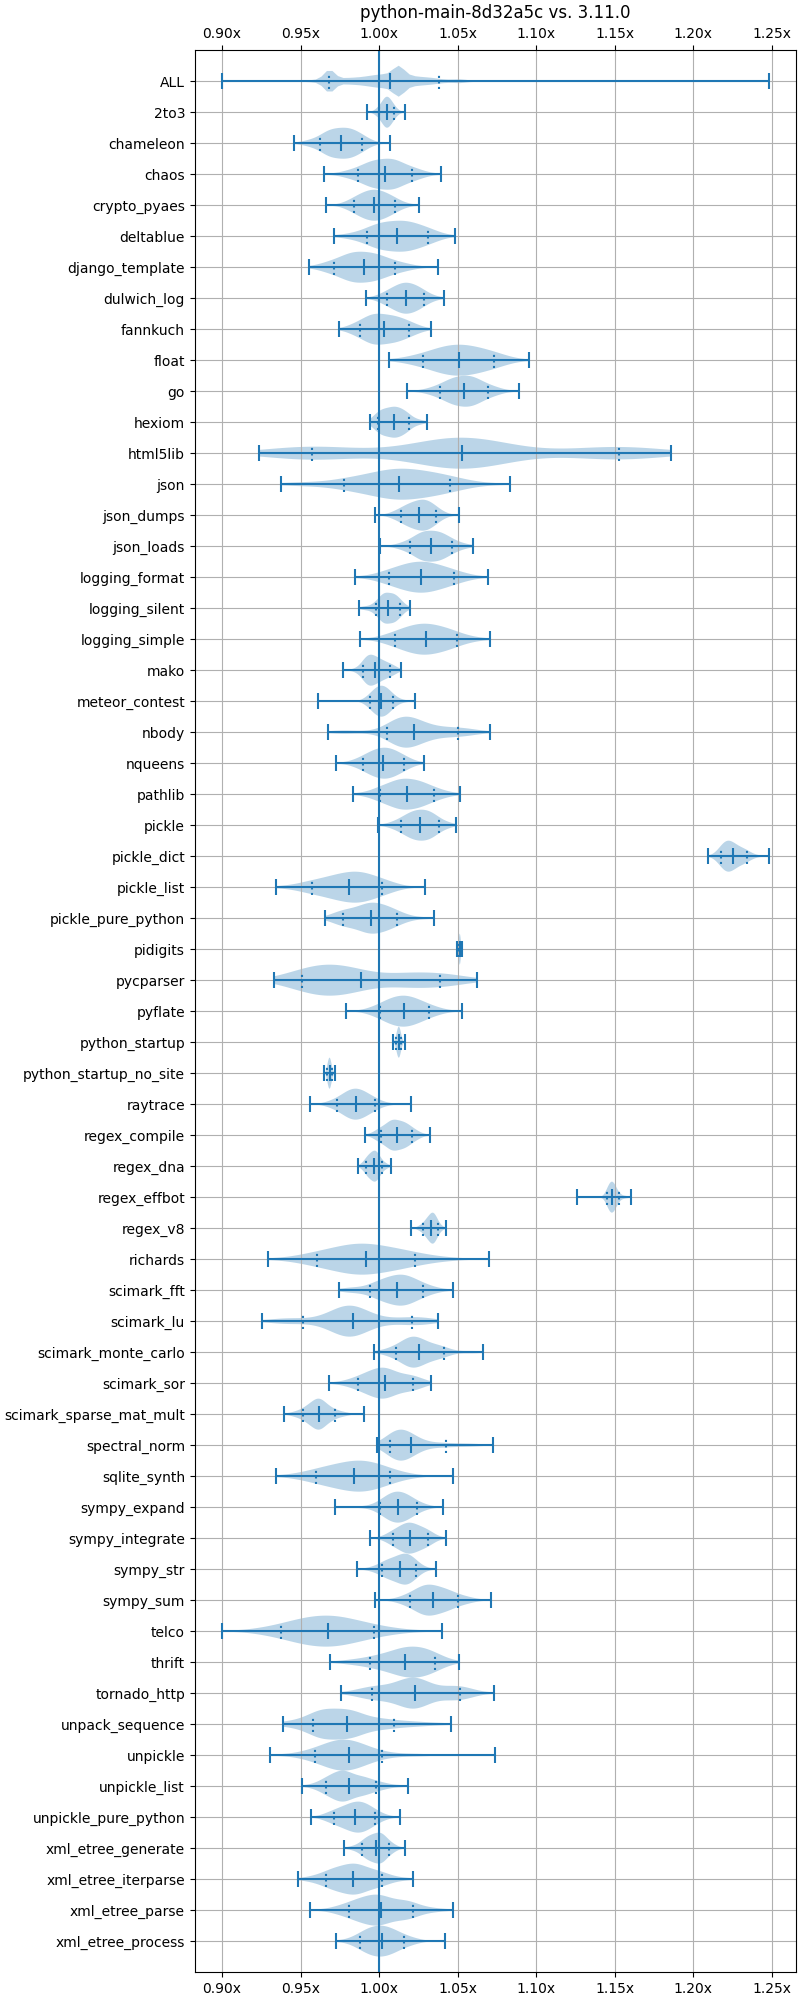 python-main-8d32a5c vs. 3.11.0
0.90x 0.95x 1.00x 1.05x 1.10x 1.15x 1.20x 1.25x
ALL
2to3
chameleon
chaos
crypto_pyaes
deltablue
django_template
dulwich_log
fannkuch
float
go
hexiom
html5lib
json
json_dumps
json_loads
logging_format
logging_silent
logging_simple
mako
meteor_contest
nbody
nqueens
pathlib
pickle
pickle_dict
pickle_list
pickle_pure_python
pidigits
pycparser
pyflate
python_startup
python_startup_no_site
raytrace
regex_compile
regex_dna
regex_effbot
regex_v8
richards
scimark_fft
scimark_lu
scimark_monte_carlo
scimark_sor
scimark_sparse_mat_mult
spectral_norm
sqlite_synth
sympy_expand
sympy_integrate
sympy_str
sympy_sum
telco
thrift
tornado_http
unpack_sequence
unpickle
unpickle_list
unpickle_pure_python
xml_etree_generate
xml_etree_iterparse
xml_etree_parse
xml_etree_process
0.90x 0.95x 1.00x 1.05x 1.10x 1.15x 1.20x 1.25x